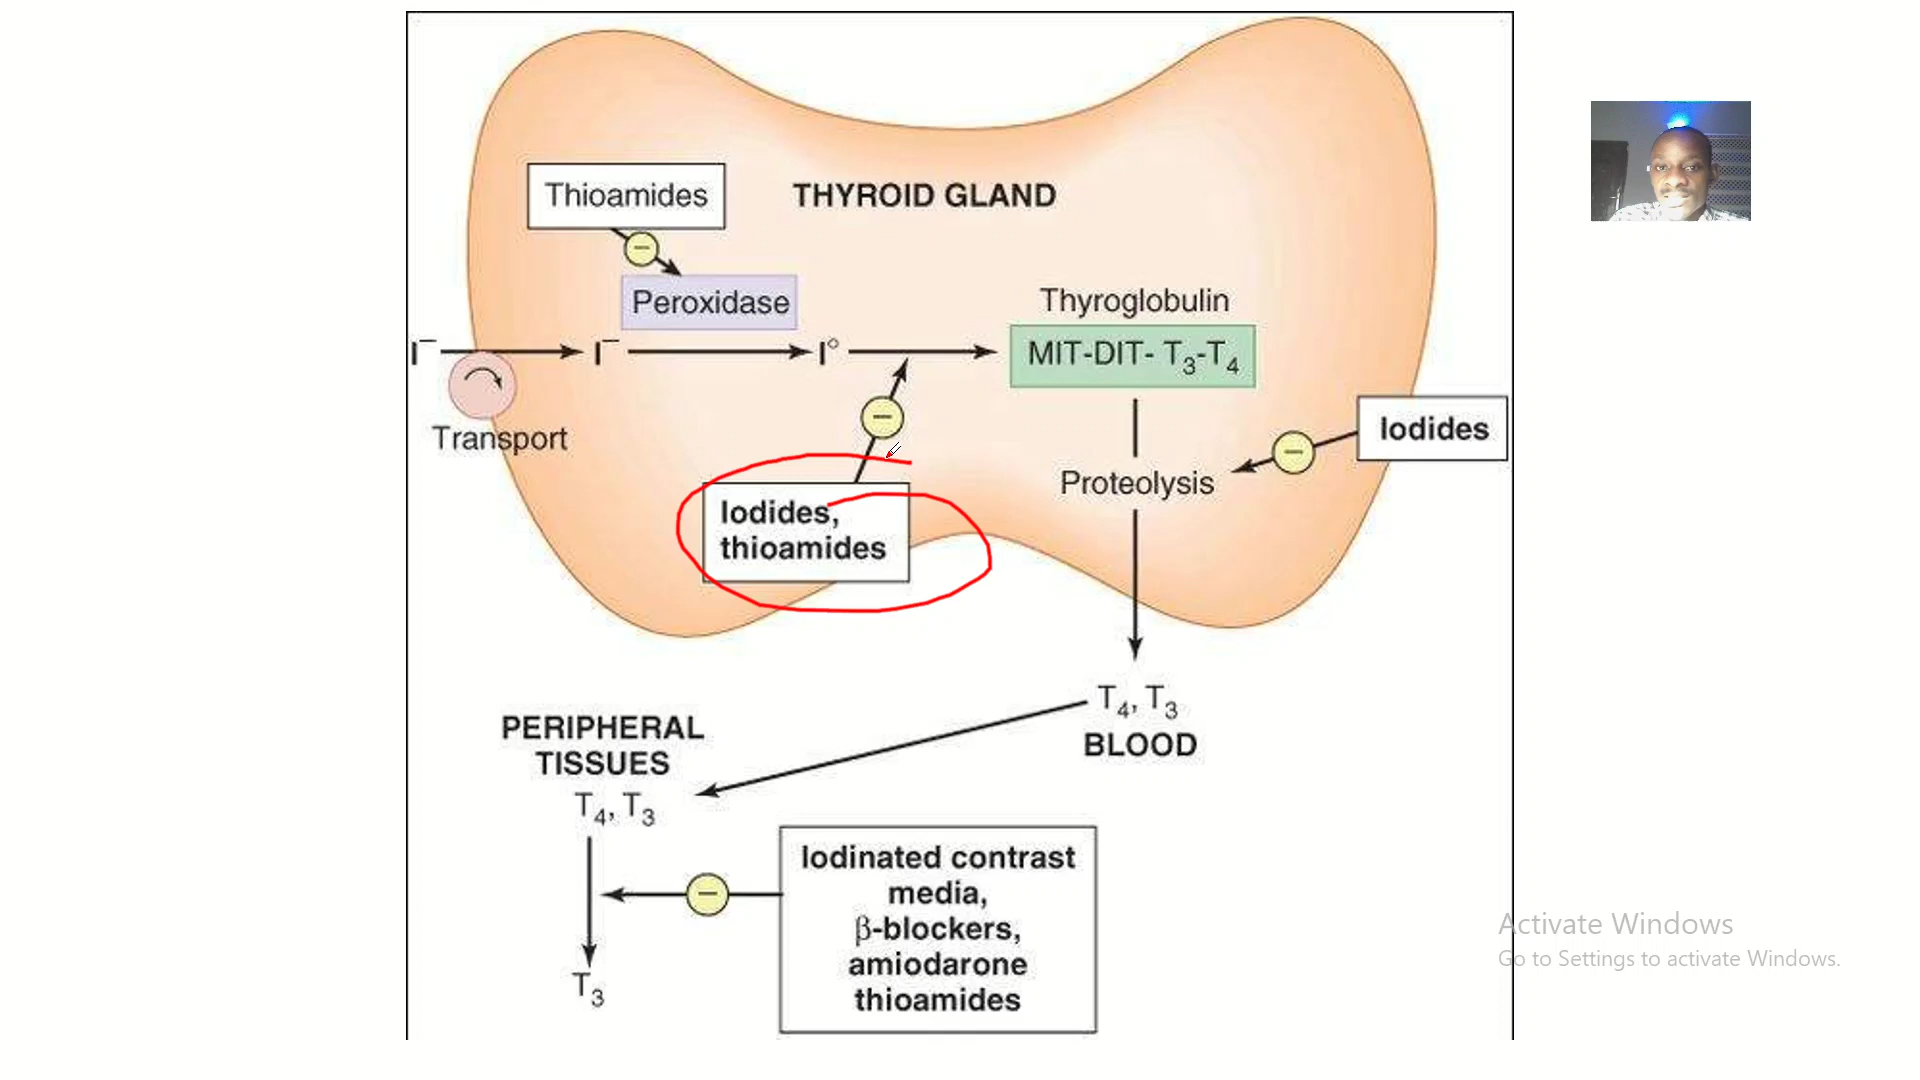 Thioamides
THYROID GLAND
−
Peroxidase
Thyroglobulin
I⁻
I⁻
I°
MIT-DIT- T₃-T₄
Transport
−
Iodides
−
Proteolysis
Iodides,
thioamides
T₄, T₃
BLOOD
PERIPHERAL
TISSUES
T₄, T₃
−
T₃
Iodinated contrast
media,
β-blockers,
amiodarone
thioamides
Activate Windows
Go to Settings to activate Windows.